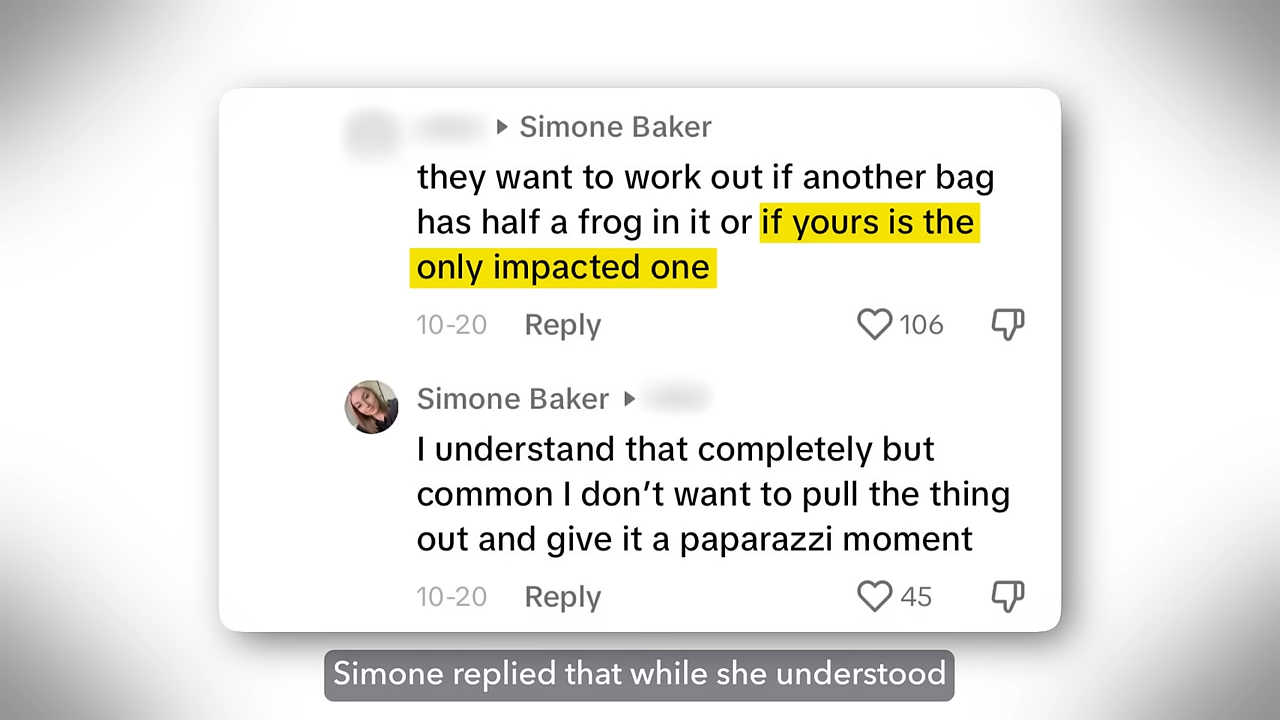 Simone Baker
they want to work out if another bag
has half a frog in it or if yours is the
only impacted one
10-20 Reply 106
Simone Baker
I understand that completely but
common I don't want to pull the thing
out and give it a paparazzi moment
10-20 Reply 45
Simone replied that while she understood